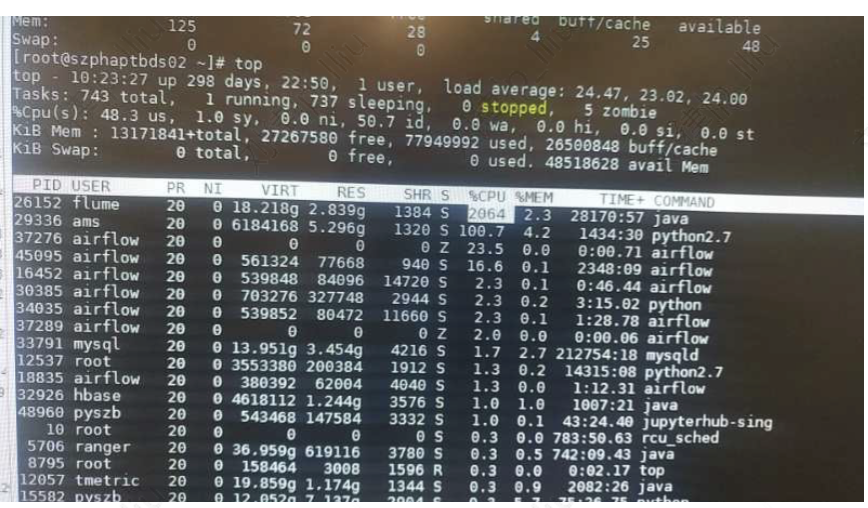 Mem: 125 72 28 4 25 48
shared buff/cache available
Swap: 0 0 0
[root@szphaptbds02 ~]# top
top - 10:23:27 up 298 days, 22:50, 1 user, load average: 24.47, 23.02, 24.00
Tasks: 743 total, 1 running, 737 sleeping, 0 stopped, 5 zombie
%Cpu(s): 48.3 us, 1.0 sy, 0.0 ni, 50.7 id, 0.0 wa, 0.0 hi, 0.0 si, 0.0 st
KiB Mem : 13171841+total, 27267580 free, 77949992 used, 26500848 buff/cache
KiB Swap: 0 total, 0 free, 0 used. 48518628 avail Mem
PID USER PR NI VIRT RES SHR S %CPU %MEM TIME+ COMMAND
26152 flume 20 0 18.218g 2.839g 1384 S 2064 2.3 28170:57 java
29336 ams 20 0 6184168 5.296g 1320 S 100.7 4.2 1434:30 python2.7
37276 airflow 20 0 0 0 0 Z 23.5 0.0 0:00.71 airflow
45095 airflow 20 0 561324 77668 940 S 16.6 0.1 2348:09 airflow
16452 airflow 20 0 539848 84096 14720 S 2.3 0.1 0:46.44 airflow
30385 airflow 20 0 703276 327748 2944 S 2.3 0.2 3:15.02 python
34035 airflow 20 0 539852 80472 11660 S 2.3 0.1 1:28.78 airflow
37289 airflow 20 0 0 0 0 Z 2.0 0.0 0:00.06 airflow
33791 mysql 20 0 13.951g 3.454g 4216 S 1.7 2.7 212754:18 mysqld
12537 root 20 0 3553380 200384 1912 S 1.3 0.2 14315:08 python2.7
18835 airflow 20 0 380392 62004 4040 S 1.3 0.0 1:12.31 airflow
32926 hbase 20 0 4618112 1.244g 3576 S 1.0 1.0 1007:21 java
48960 pyszb 20 0 543468 147584 3332 S 1.0 0.1 43:24.40 jupyterhub-sing
10 root 20 0 0 0 0 S 0.3 0.0 783:50.63 rcu_sched
5706 ranger 20 0 36.959g 619116 3780 S 0.3 0.5 742:09.43 java
8795 root 20 0 158464 3008 1596 R 0.3 0.0 0:02.17 top
12057 tmetric 20 0 19.859g 1.174g 1344 S 0.3 0.9 2082:26 java
15582 pyszb 20 0 12.052g 7.137g 2004 S 0.3 5.7 75:26.75 python